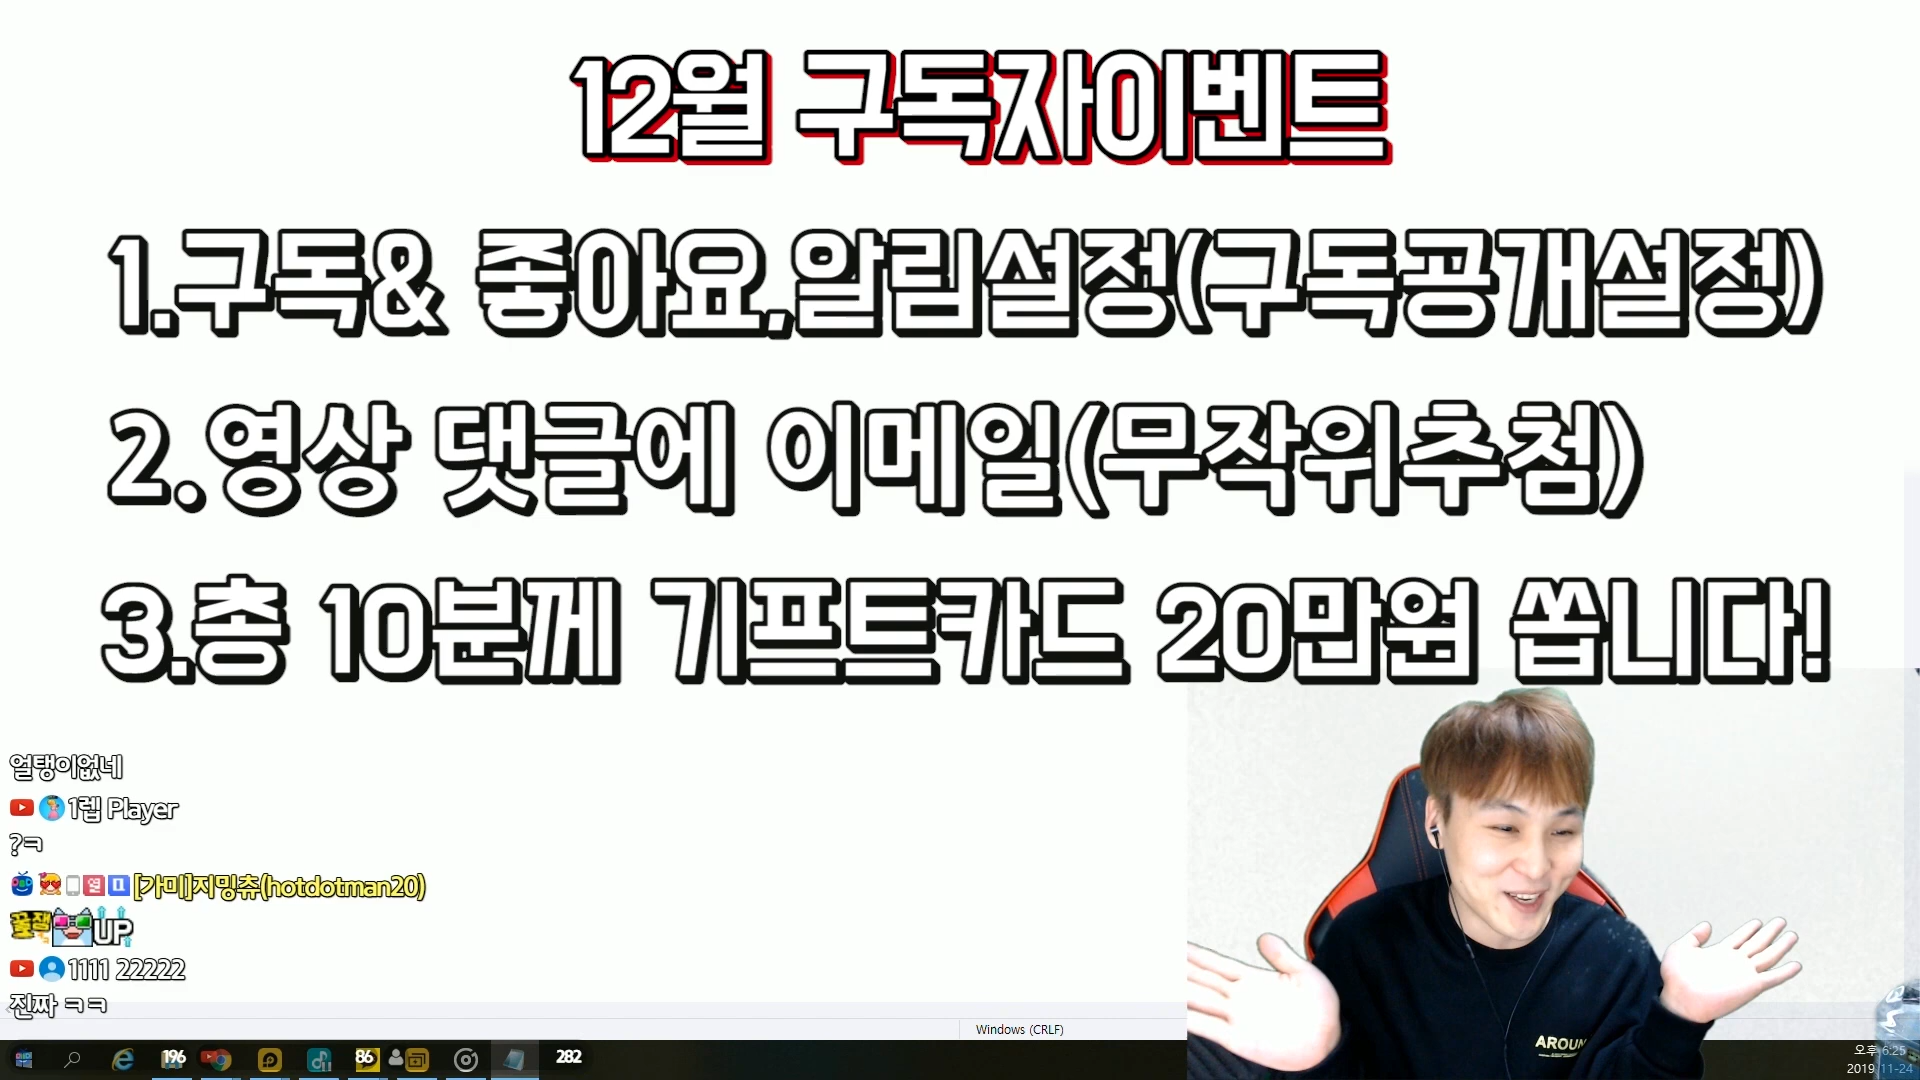 12월 구독자이벤트
1.구독& 좋아요,알림설정(구독공개설정)
2.영상 댓글에 이메일(무작위추첨)
3.총 10분께 기프트카드 20만원 쏩니다!
얼탱이없네
1렙 Player
?ㅋ
열 [가미]지밍츄(hotdotman20)
꿀잼 UP
1111 22222
진짜 ㅋㅋ
Windows (CRLF)
AROUN
196 86 282
오후 6:25
2019-11-24